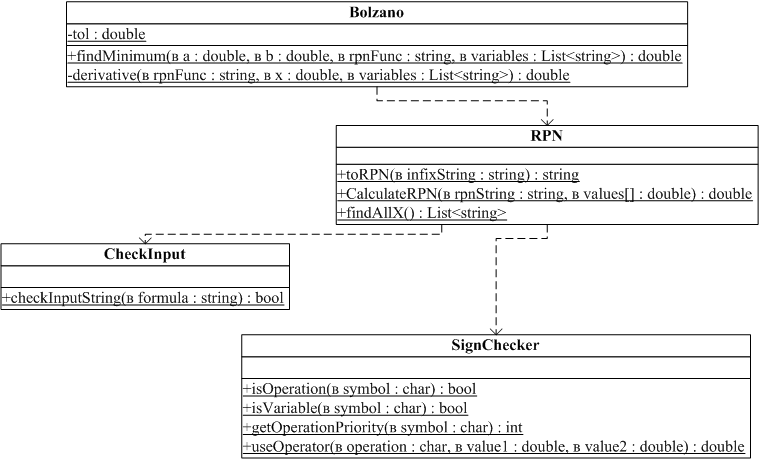 Bolzano
-tol : double
+findMinimum(в a : double, в b : double, в rpnFunc : string, в variables : List<string>) : double
-derivative(в rpnFunc : string, в x : double, в variables : List<string>) : double
RPN
+toRPN(в infixString : string) : string
+CalculateRPN(в rpnString : string, в values[] : double) : double
+findAllX() : List<string>
CheckInput
+checkInputString(в formula : string) : bool
SignChecker
+isOperation(в symbol : char) : bool
+isVariable(в symbol : char) : bool
+getOperationPriority(в symbol : char) : int
+useOperator(в operation : char, в value1 : double, в value2 : double) : double